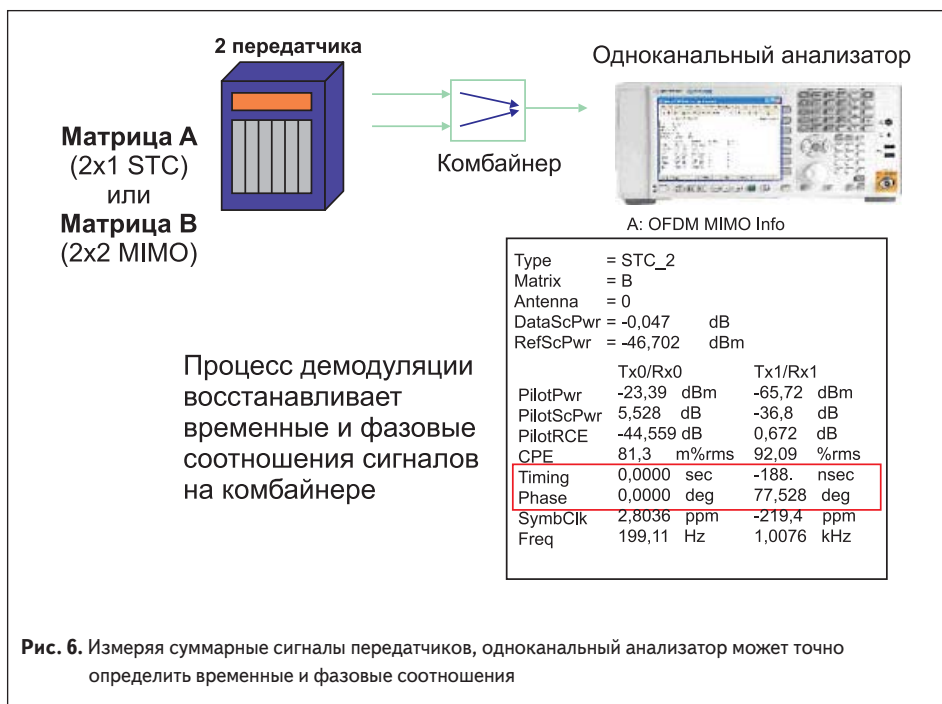 2 передатчика
Одноканальный анализатор
Матрица A
(2x1 STC)
или
Матрица B
(2x2 MIMO)
Комбайнер
A: OFDM MIMO Info
Type = STC_2
Matrix = B
Antenna = 0
DataScPwr = -0,047 dB
RefScPwr = -46,702 dBm
Tx0/Rx0 Tx1/Rx1
PilotPwr -23,39 dBm -65,72 dBm
PilotScPwr 5,528 dB -36,8 dB
PilotRCE -44,559 dB 0,672 dB
CPE 81,3 m%rms 92,09 %rms
Timing 0,0000 sec -188. nsec
Phase 0,0000 deg 77,528 deg
SymbClk 2,8036 ppm -219,4 ppm
Freq 199,11 Hz 1,0076 kHz
Процесс демодуляции
восстанавливает
временные и фазовые
соотношения сигналов
на комбайнере
Рис. 6. Измеряя суммарные сигналы передатчиков, одноканальный анализатор может точно
определить временные и фазовые соотношения